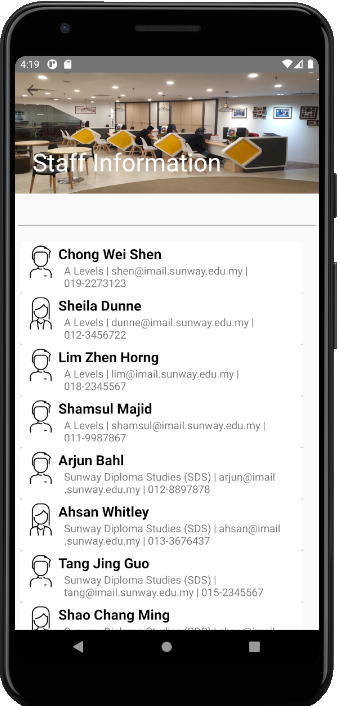 4:19
Staff Information
Chong Wei Shen
A Levels | shen@imail.sunway.edu.my |
019-2273123
Sheila Dunne
A Levels | dunne@imail.sunway.edu.my |
012-3456722
Lim Zhen Horng
A Levels | lim@imail.sunway.edu.my |
018-2345567
Shamsul Majid
A Levels | shamsul@imail.sunway.edu.my |
011-9987867
Arjun Bahl
Sunway Diploma Studies (SDS) | arjun@imail
.sunway.edu.my | 012-8897878
Ahsan Whitley
Sunway Diploma Studies (SDS) | ahsan@imail
.sunway.edu.my | 013-3676437
Tang Jing Guo
Sunway Diploma Studies (SDS) |
tang@imail.sunway.edu.my | 015-2345567
Shao Chang Ming